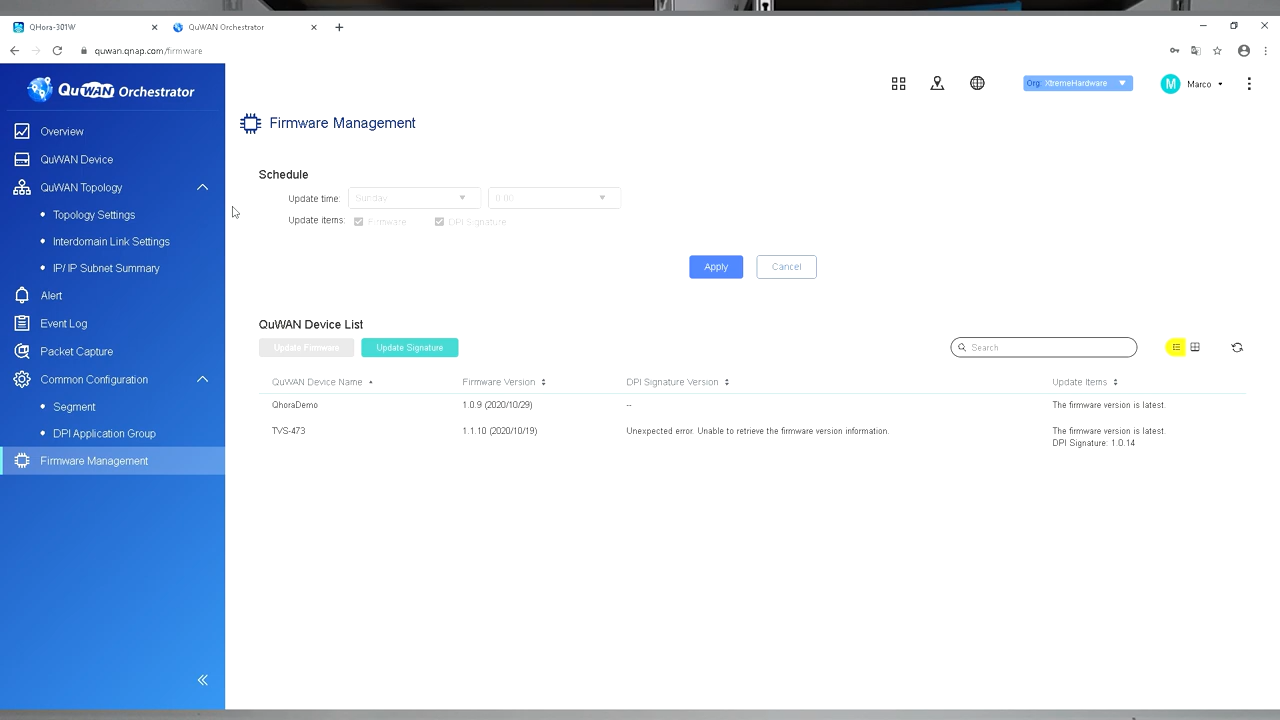 QHora-301W
QuWAN Orchestrator
quwan.qnap.com/firmware
QuWAN Orchestrator
Org: XtremeHardware
M
Marco
Overview
QuWAN Device
QuWAN Topology
Topology Settings
Interdomain Link Settings
IP/ IP Subnet Summary
Alert
Event Log
Packet Capture
Common Configuration
Segment
DPI Application Group
Firmware Management
Firmware Management
Schedule
Update time: Sunday 0:00
Update items: Firmware DPI Signature
Apply Cancel
QuWAN Device List
Update Firmware Update Signature Search
QuWAN Device Name Firmware Version DPI Signature Version Update Items
QhoraDemo 1.0.9 (2020/10/29) -- The firmware version is latest.
TVS-473 1.1.10 (2020/10/19) Unexpected error. Unable to retrieve the firmware version information. The firmware version is latest
DPI Signature: 1.0.14